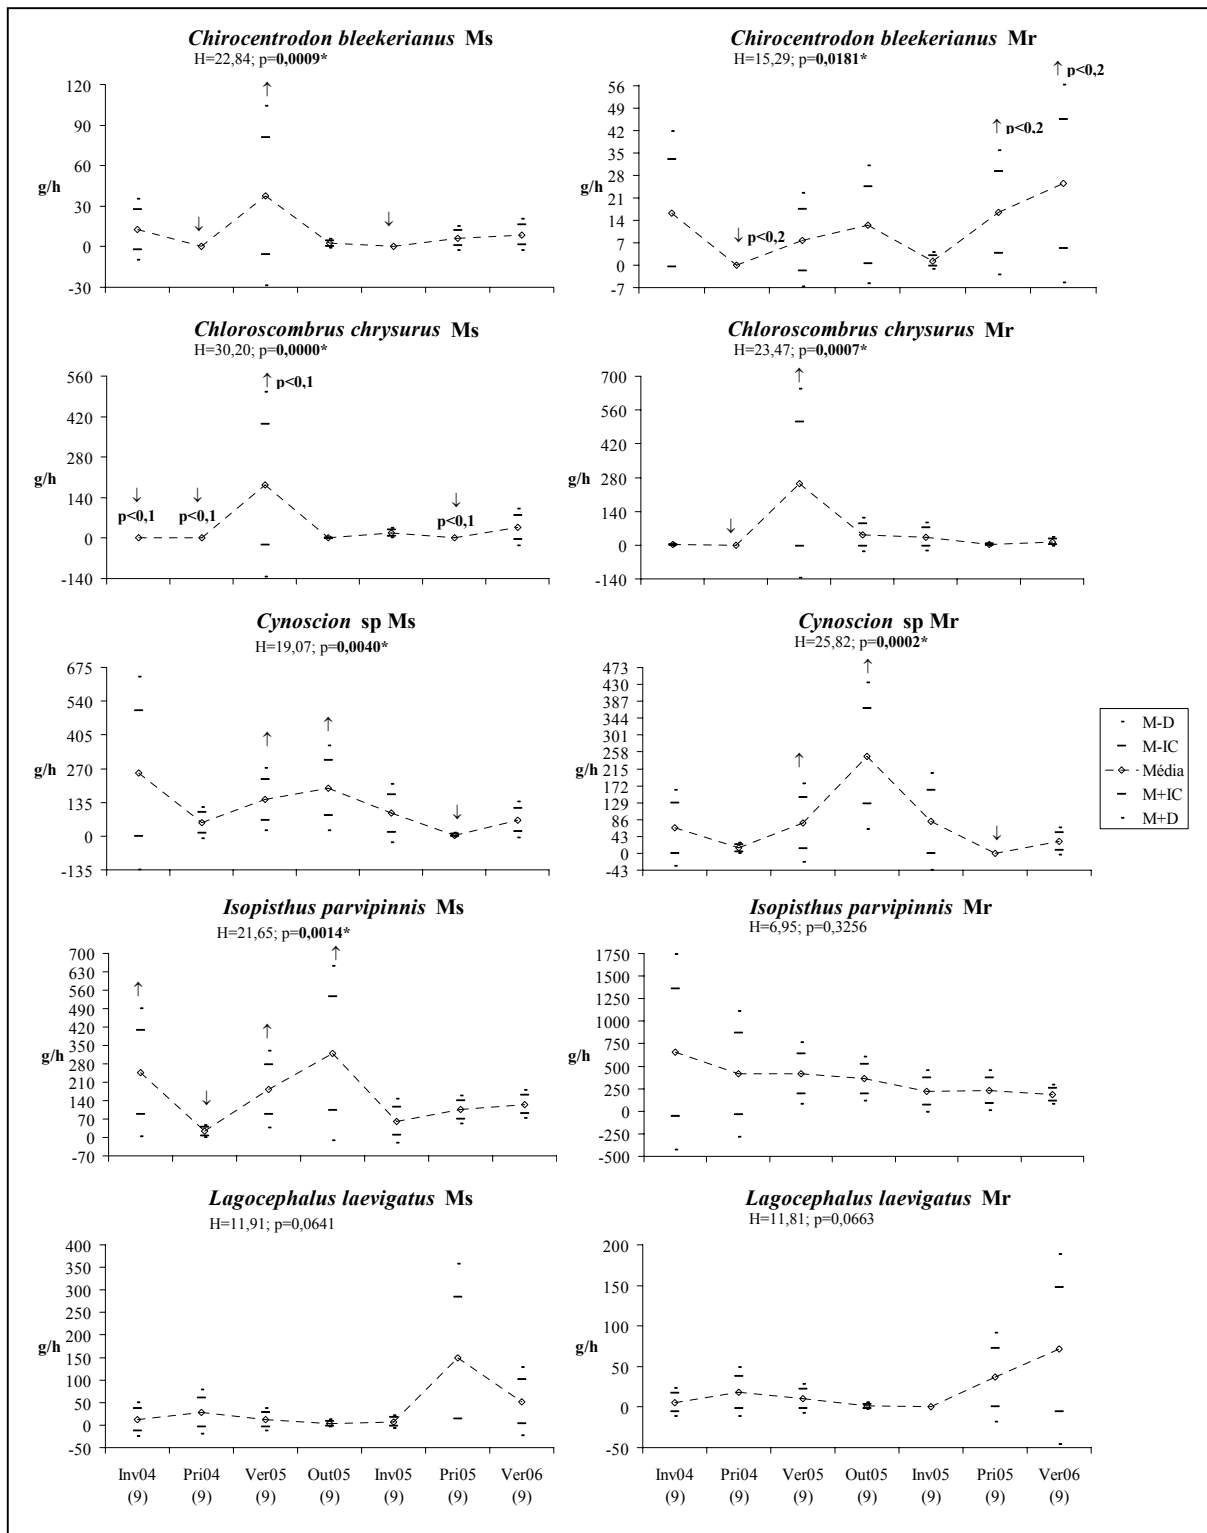 Chirocentrodon bleekerianus Ms
H=22,84; p=0,0009*
↑
120
90
60
g/h
30
↓
↓
0
-30
Chirocentrodon bleekerianus Mr
H=15,29; p=0,0181*
↑ p<0,2
56
49
42
↑ p<0,2
35
28
g/h
21
14
7
↓ p<0,2
0
-7
Chloroscombrus chrysurus Ms
H=30,20; p=0,0000*
560
↑ p<0,1
420
280
g/h
140
↓
↓
↓
p<0,1
p<0,1
p<0,1
0
-140
Chloroscombrus chrysurus Mr
H=23,47; p=0,0007*
700
↑
560
420
280
g/h
140
↓
0
-140
Cynoscion sp Ms
H=19,07; p=0,0040*
675
540
405
↑
↑
270
g/h
135
↓
0
-135
Cynoscion sp Mr
H=25,82; p=0,0002*
473
↑
430
387
344
301
258
↑
215
g/h
172
129
86
43
↓
0
-43
M-D
M-IC
Média
M+IC
M+D
Isopisthus parvipinnis Ms
H=21,65; p=0,0014*
700
↑
630
560
↑
490
420
↑
350
g/h
280
210
↓
140
70
0
-70
Isopisthus parvipinnis Mr
H=6,95; p=0,3256
1750
1500
1250
1000
750
g/h
500
250
0
-250
-500
Lagocephalus laevigatus Ms
H=11,91; p=0,0641
400
350
300
250
200
g/h
150
100
50
0
-50
Inv04 Pri04 Ver05 Out05 Inv05 Pri05 Ver06
(9) (9) (9) (9) (9) (9) (9)
Lagocephalus laevigatus Mr
H=11,81; p=0,0663
200
150
100
g/h
50
0
-50
Inv04 Pri04 Ver05 Out05 Inv05 Pri05 Ver06
(9) (9) (9) (9) (9) (9) (9)